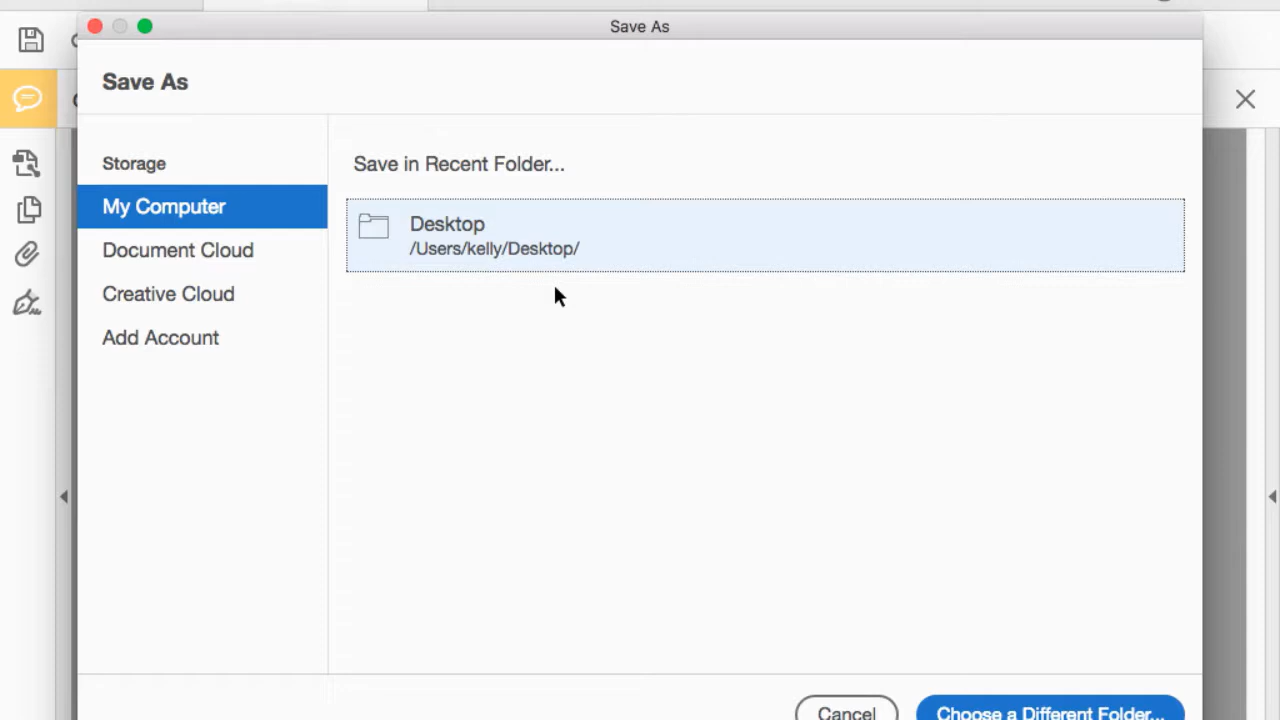 Save As
Save As
Storage
My Computer
Document Cloud
Creative Cloud
Add Account
Save in Recent Folder...
Desktop
/Users/kelly/Desktop/
Cancel
Choose a Different Folder...